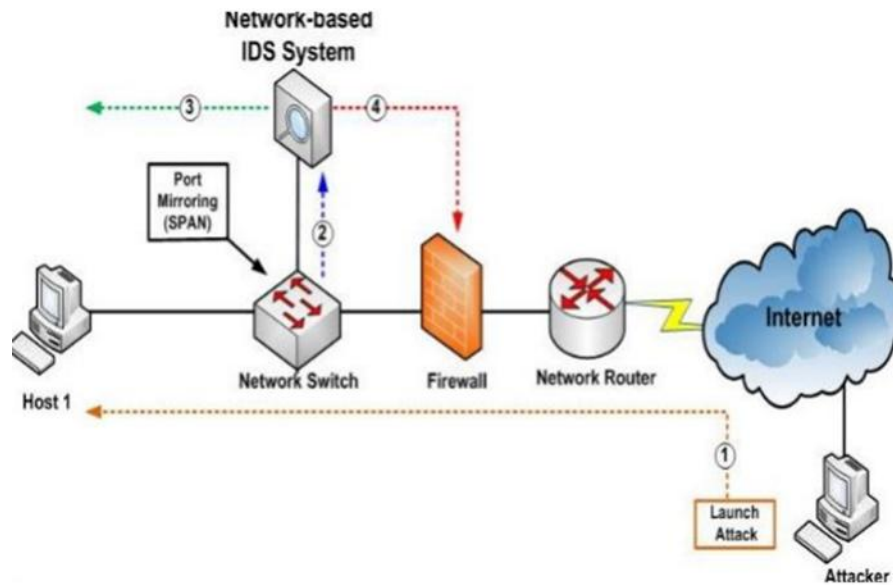 Network-based
IDS System
3
4
Port
Mirroring
(SPAN)
2
Internet
Network Switch
Firewall
Network Router
Host 1
1
Launch
Attack
Attacker